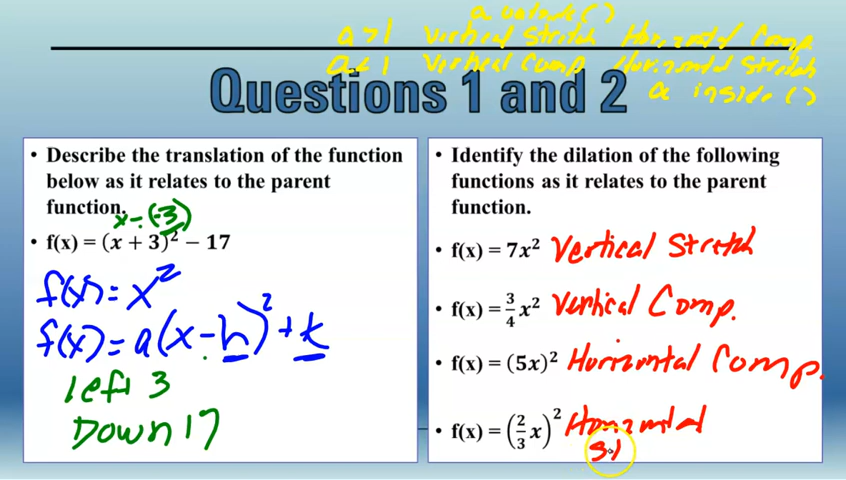 a outside ()
a > 1 Vertical Stretch Horizontal Comp.
a < 1 Vertical Comp. Horizontal Stretch
a inside ()
Questions 1 and 2
• Describe the translation of the function
below as it relates to the parent
function.
x - (-3)
• f(x) = (x + 3)² − 17
f(x) = x²
f(x) = a(x - h)² + k
left 3
Down 17
• Identify the dilation of the following
functions as it relates to the parent
function.
• f(x) = 7x² Vertical Stretch
• f(x) = 3/4 x² Vertical Comp.
• f(x) = (5x)² Horizontal Comp.
• f(x) = (2/3 x)² Horizontal
St